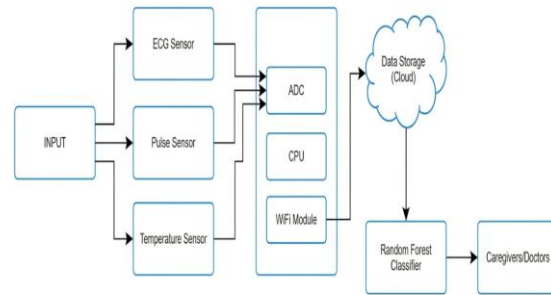 INPUT
ECG Sensor
Pulse Sensor
Temperature Sensor
ADC
CPU
WiFi Module
Data Storage
(Cloud)
Random Forest
Classifier
Caregivers/Doctors